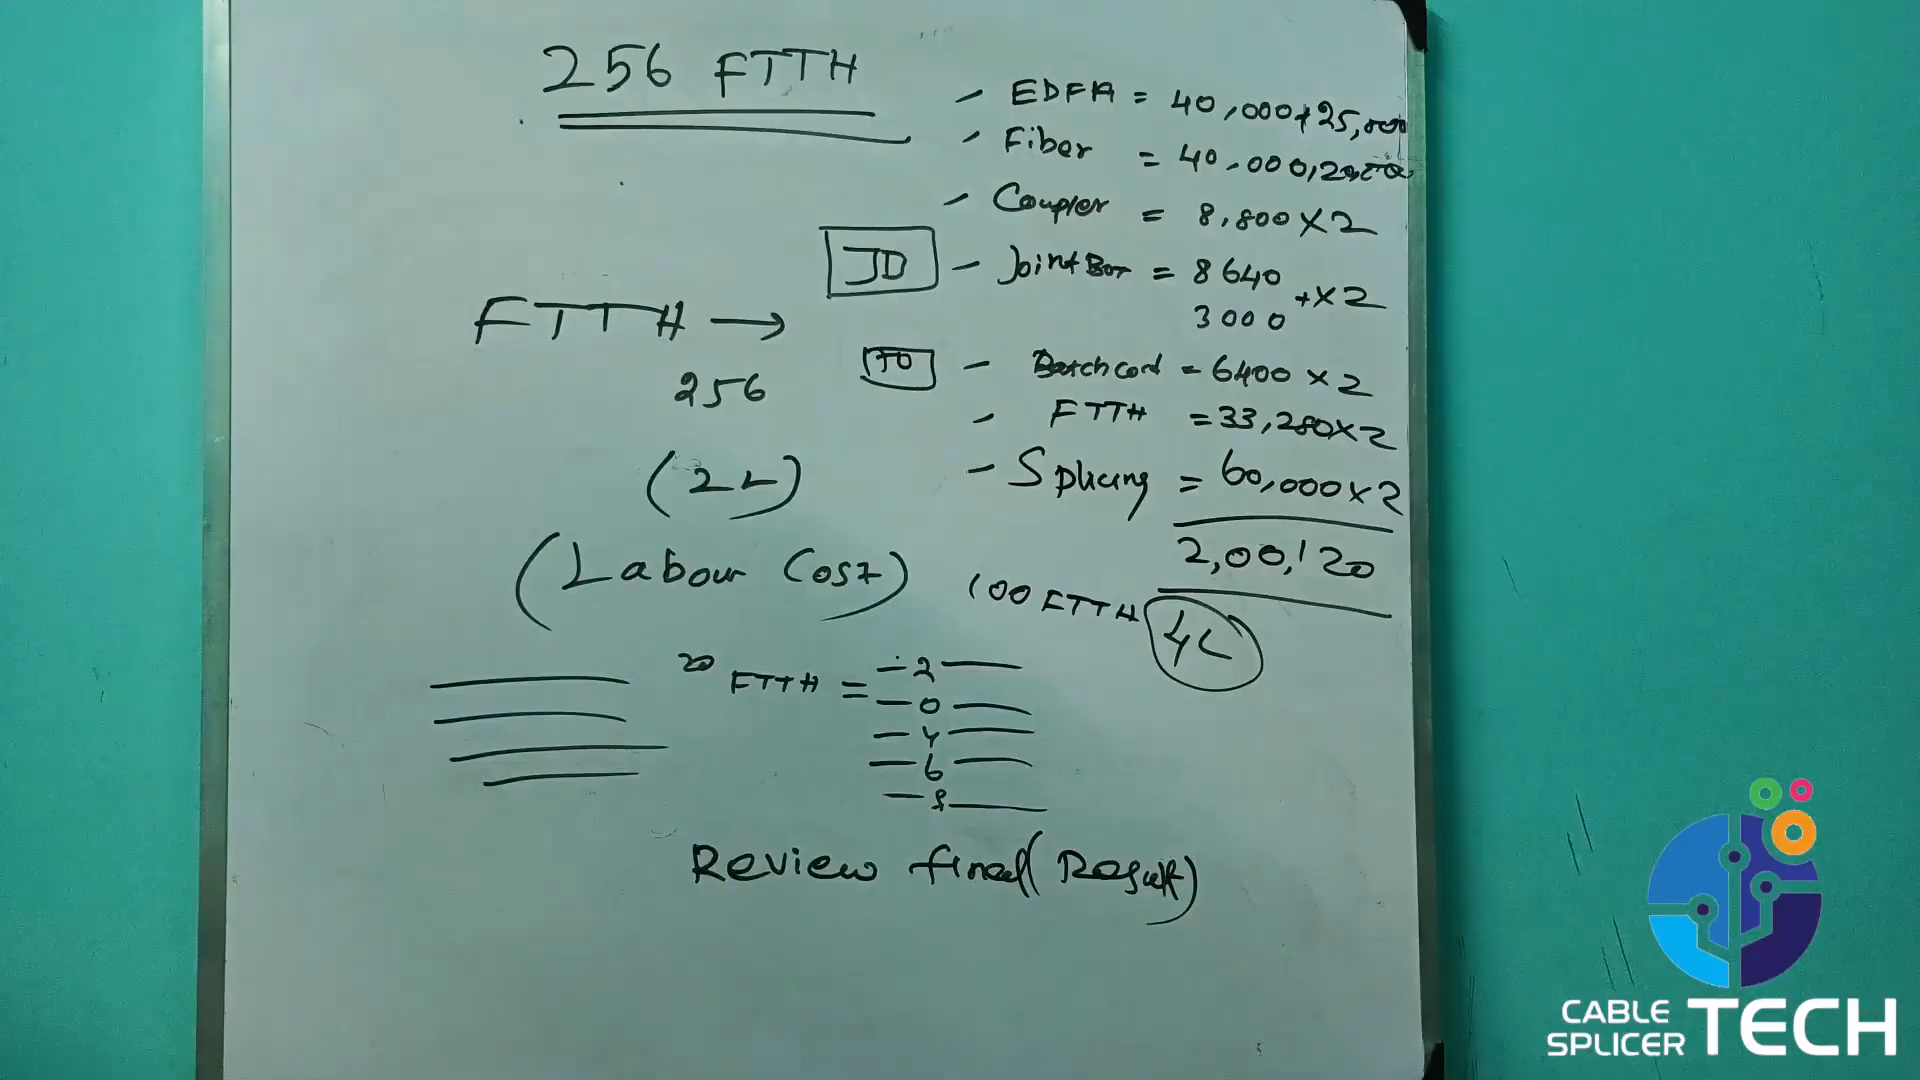 256 FTTH
- EDFA = 40,000+25,000
- Fiber = 40,000,
- Coupler = 8,800 X 2
JD - Joint Box = 8640
3000 + X 2
TO - Patch cord = 6400 X 2
- FTTH = 33,280 X 2
- Splicing = 60,000 X 2
2,00,120
4L
FTTH →
256
(2L)
(Labour Cost)
100 FTTH
20 FTTH =
- 2
- 0
- 4
- 6
- 8
Review final (Result)
CABLE
SPLICER TECH